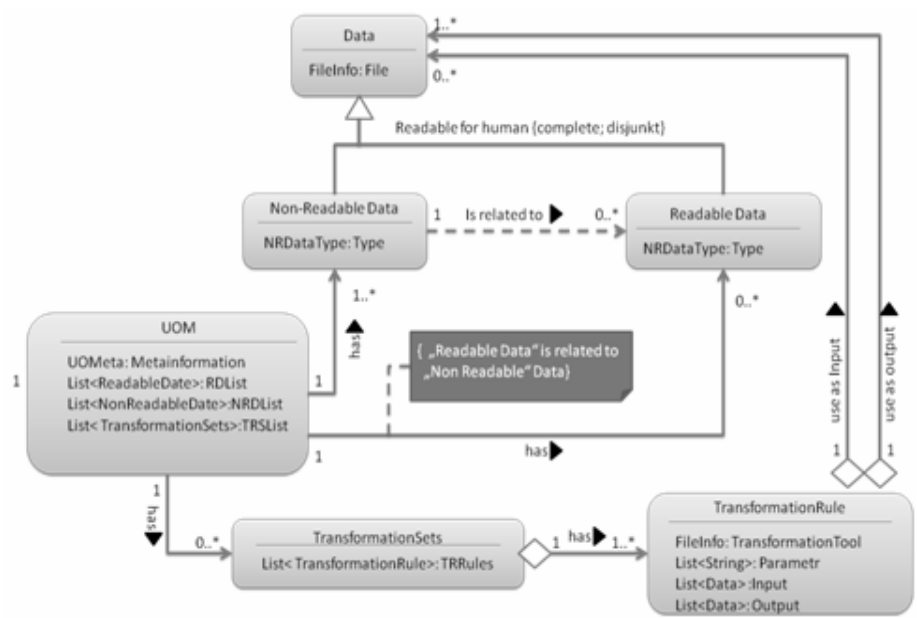 Data
FileInfo: File
1..*
0..*
Readable for human {complete; disjunkt}
Non-Readable Data
NRDataType: Type
1 Is related to 0..*
Readable Data
NRDataType: Type
1..*
has
0..*
UOM
UOMeta: Metainformation
List<ReadableDate>: RDList
List<NonReadableDate>:NRDList
List< TransformationSets>:TRSList
1
1
1
{ „Readable Data“ is related to
„Non Readable“ Data}
has
use as Input
use as output
1
1
1
has
0..*
TransformationSets
List< TransformationRule>: TRRules
1 has 1..*
TransformationRule
FileInfo: TransformationTool
List<String>: Parametr
List<Data> :Input
List<Data>: Output